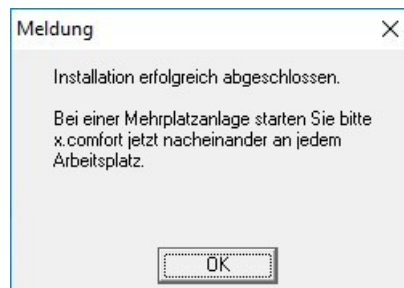 Meldung
Installation erfolgreich abgeschlossen.
Bei einer Mehrplatzanlage starten Sie bitte
x.comfort jetzt nacheinander an jedem
Arbeitsplatz.
OK